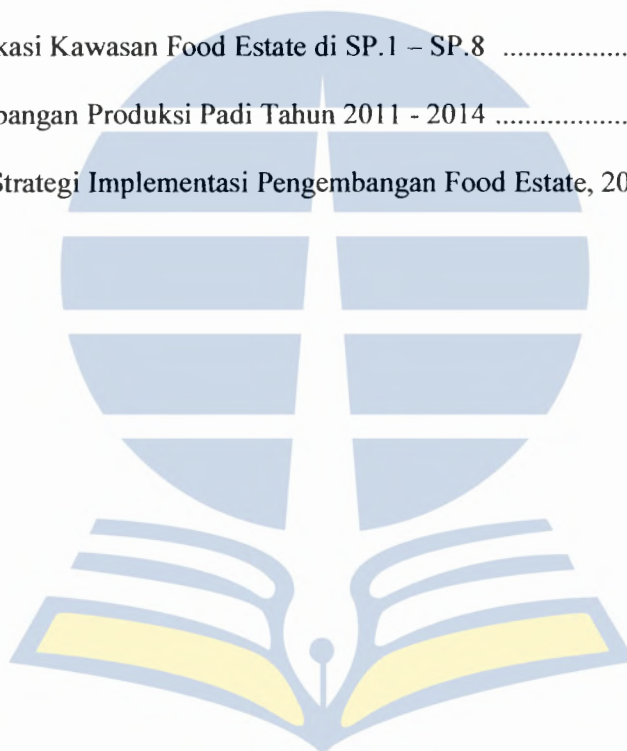 kasi Kawasan Food Estate di SP.1 – SP.8 ....................
bangan Produksi Padi Tahun 2011 - 2014 ....................
Strategi Implementasi Pengembangan Food Estate, 20